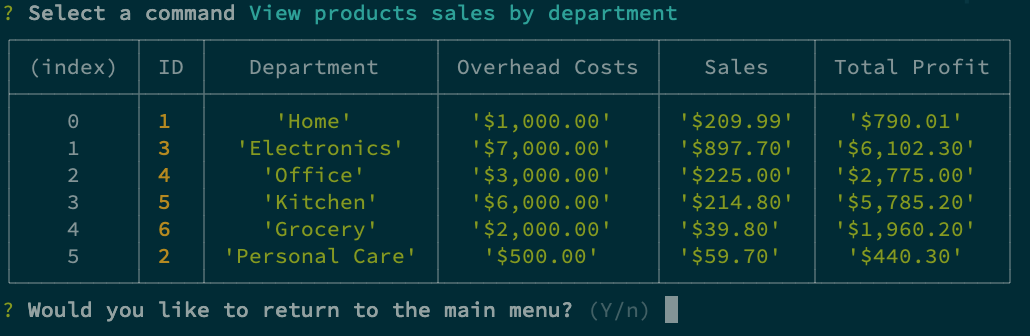 ? Select a command View products sales by department
(index) ID Department Overhead Costs Sales Total Profit
0 1 'Home' '$1,000.00' '$209.99' '$790.01'
1 3 'Electronics' '$7,000.00' '$897.70' '$6,102.30'
2 4 'Office' '$3,000.00' '$225.00' '$2,775.00'
3 5 'Kitchen' '$6,000.00' '$214.80' '$5,785.20'
4 6 'Grocery' '$2,000.00' '$39.80' '$1,960.20'
5 2 'Personal Care' '$500.00' '$59.70' '$440.30'
? Would you like to return to the main menu? (Y/n)